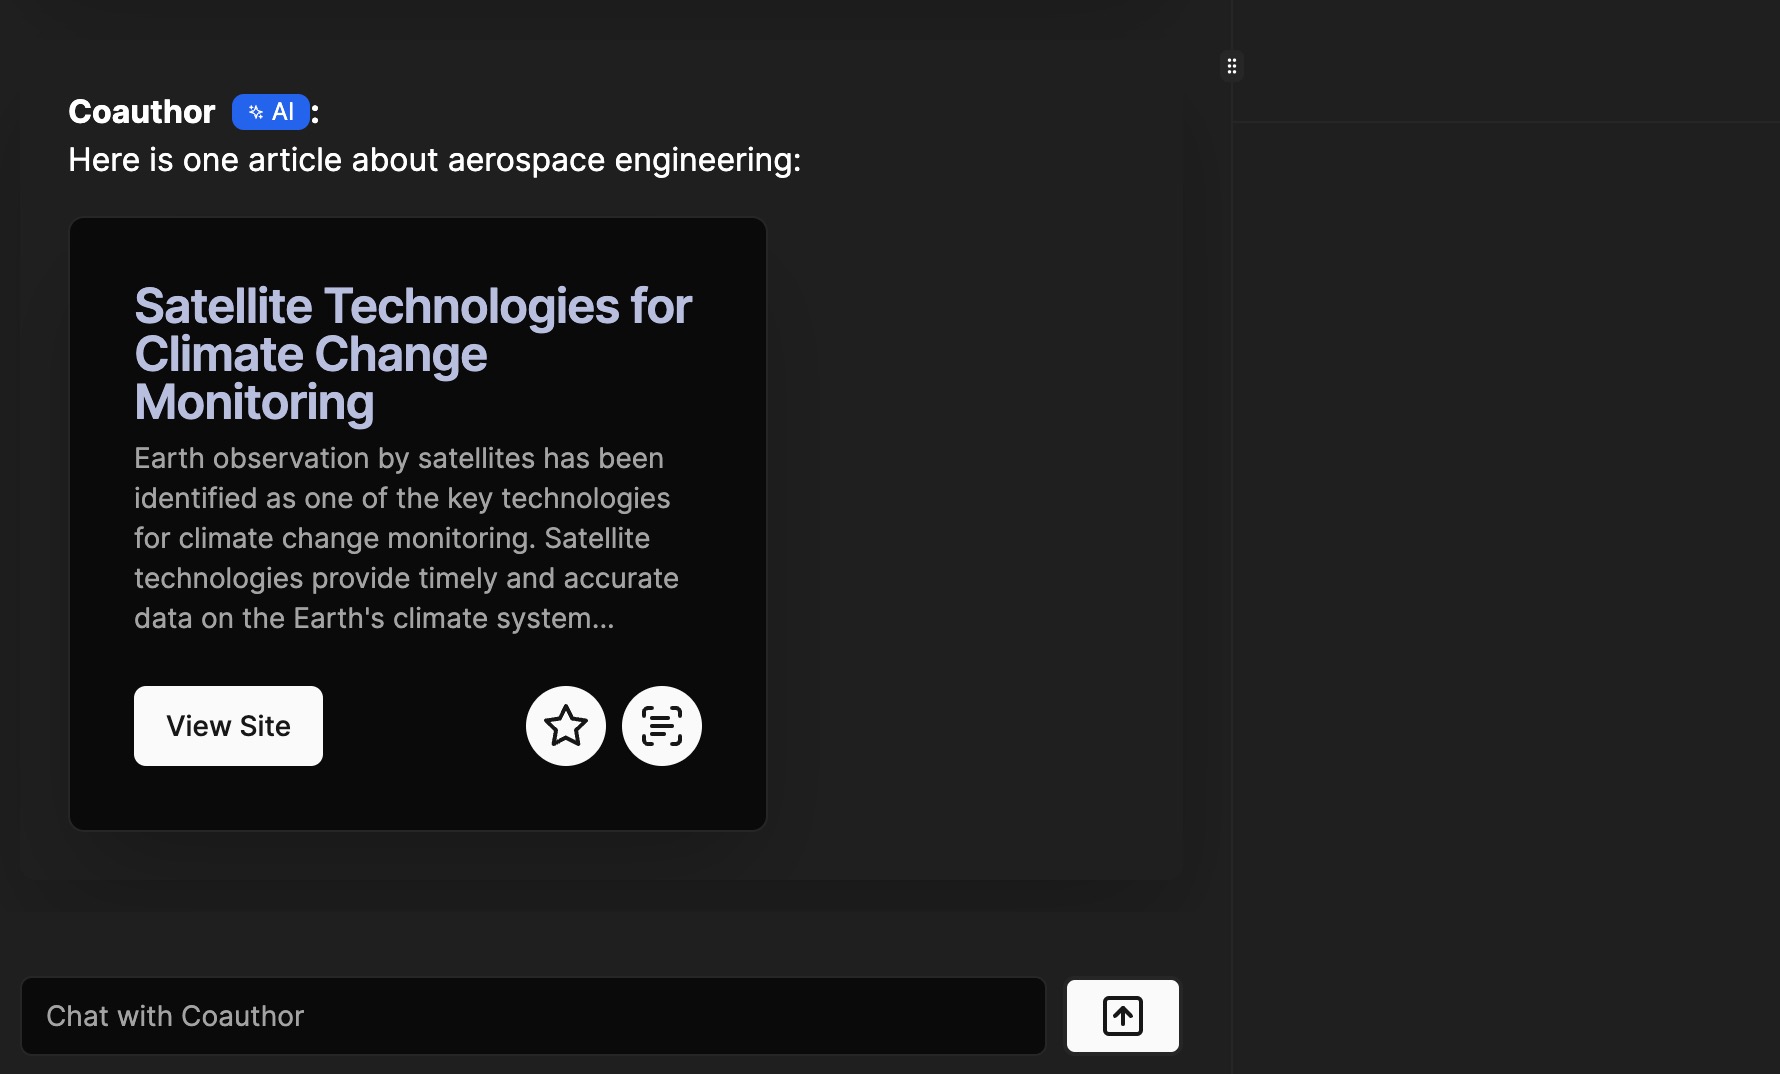 Coauthor AI:
Here is one article about aerospace engineering:
Satellite Technologies for
Climate Change
Monitoring
Earth observation by satellites has been
identified as one of the key technologies
for climate change monitoring. Satellite
technologies provide timely and accurate
data on the Earth's climate system...
View Site
Chat with Coauthor